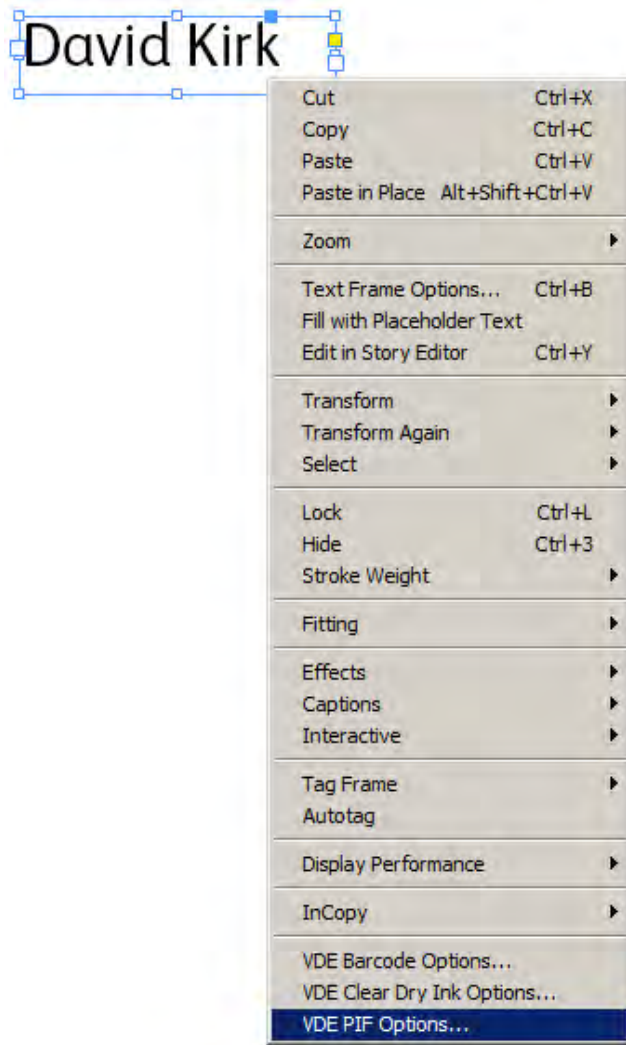 David Kirk
Cut Ctrl+X
Copy Ctrl+C
Paste Ctrl+V
Paste in Place Alt+Shift+Ctrl+V
Zoom
Text Frame Options... Ctrl+B
Fill with Placeholder Text
Edit in Story Editor Ctrl+Y
Transform
Transform Again
Select
Lock Ctrl+L
Hide Ctrl+3
Stroke Weight
Fitting
Effects
Captions
Interactive
Tag Frame
Autotag
Display Performance
InCopy
VDE Barcode Options...
VDE Clear Dry Ink Options...
VDE PIF Options...